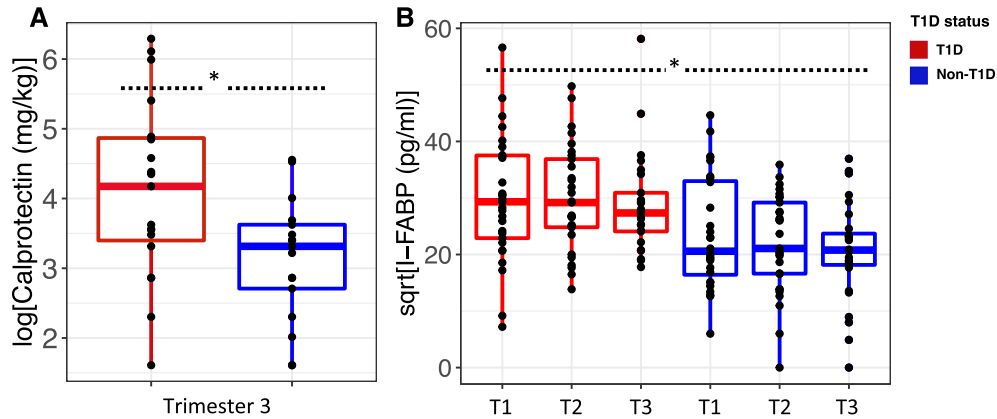 A
log[Calprotectin (mg/kg)]
6
5
4
3
2
*
Trimester 3
B
sqrt[I−FABP (pg/ml)]
60
40
20
0
*
T1 T2 T3 T1 T2 T3
T1D status
T1D
Non-T1D